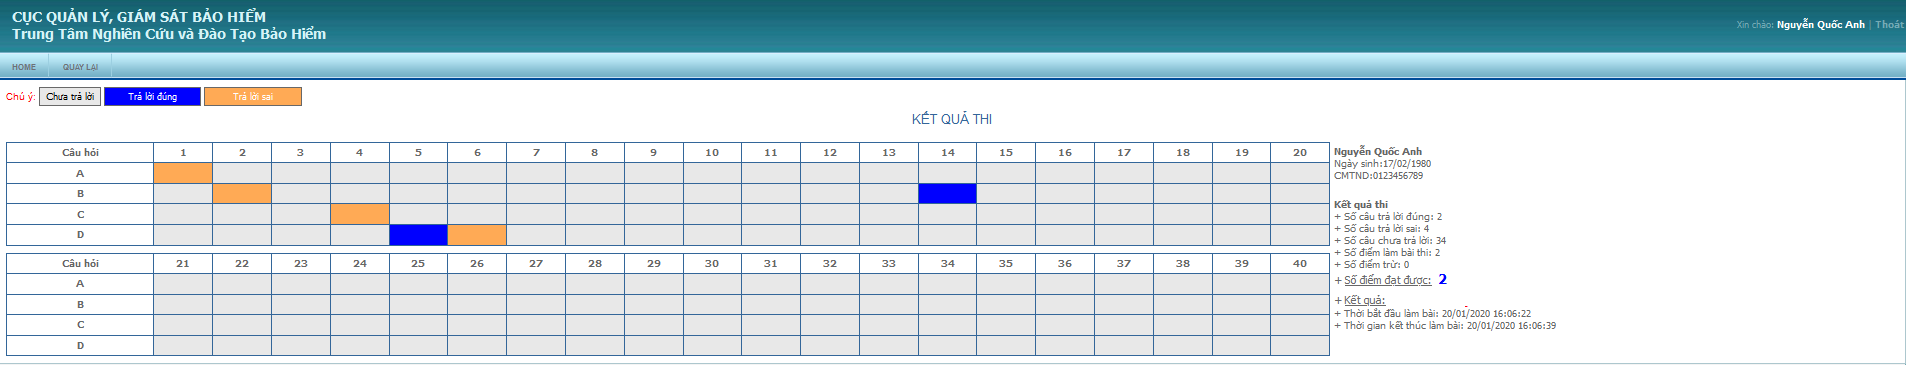 CỤC QUẢN LÝ, GIÁM SÁT BẢO HIỂM
Trung Tâm Nghiên Cứu và Đào Tạo Bảo Hiểm
Xin chào: Nguyễn Quốc Anh | Thoát
HOME QUAY LẠI
Chú ý: Chưa trả lời Trả lời đúng Trả lời sai
KẾT QUẢ THI
Câu hỏi 1 2 3 4 5 6 7 8 9 10 11 12 13 14 15 16 17 18 19 20
A
B
C
D
Câu hỏi 21 22 23 24 25 26 27 28 29 30 31 32 33 34 35 36 37 38 39 40
A
B
C
D
Nguyễn Quốc Anh
Ngày sinh:17/02/1980
CMTND:0123456789
Kết quả thi
+ Số câu trả lời đúng: 2
+ Số câu trả lời sai: 4
+ Số câu chưa trả lời: 34
+ Số điểm làm bài thi: 2
+ Số điểm trừ: 0
+ Số điểm đạt được: 2
+ Kết quả: -
+ Thời bắt đầu làm bài: 20/01/2020 16:06:22
+ Thời gian kết thúc làm bài: 20/01/2020 16:06:39